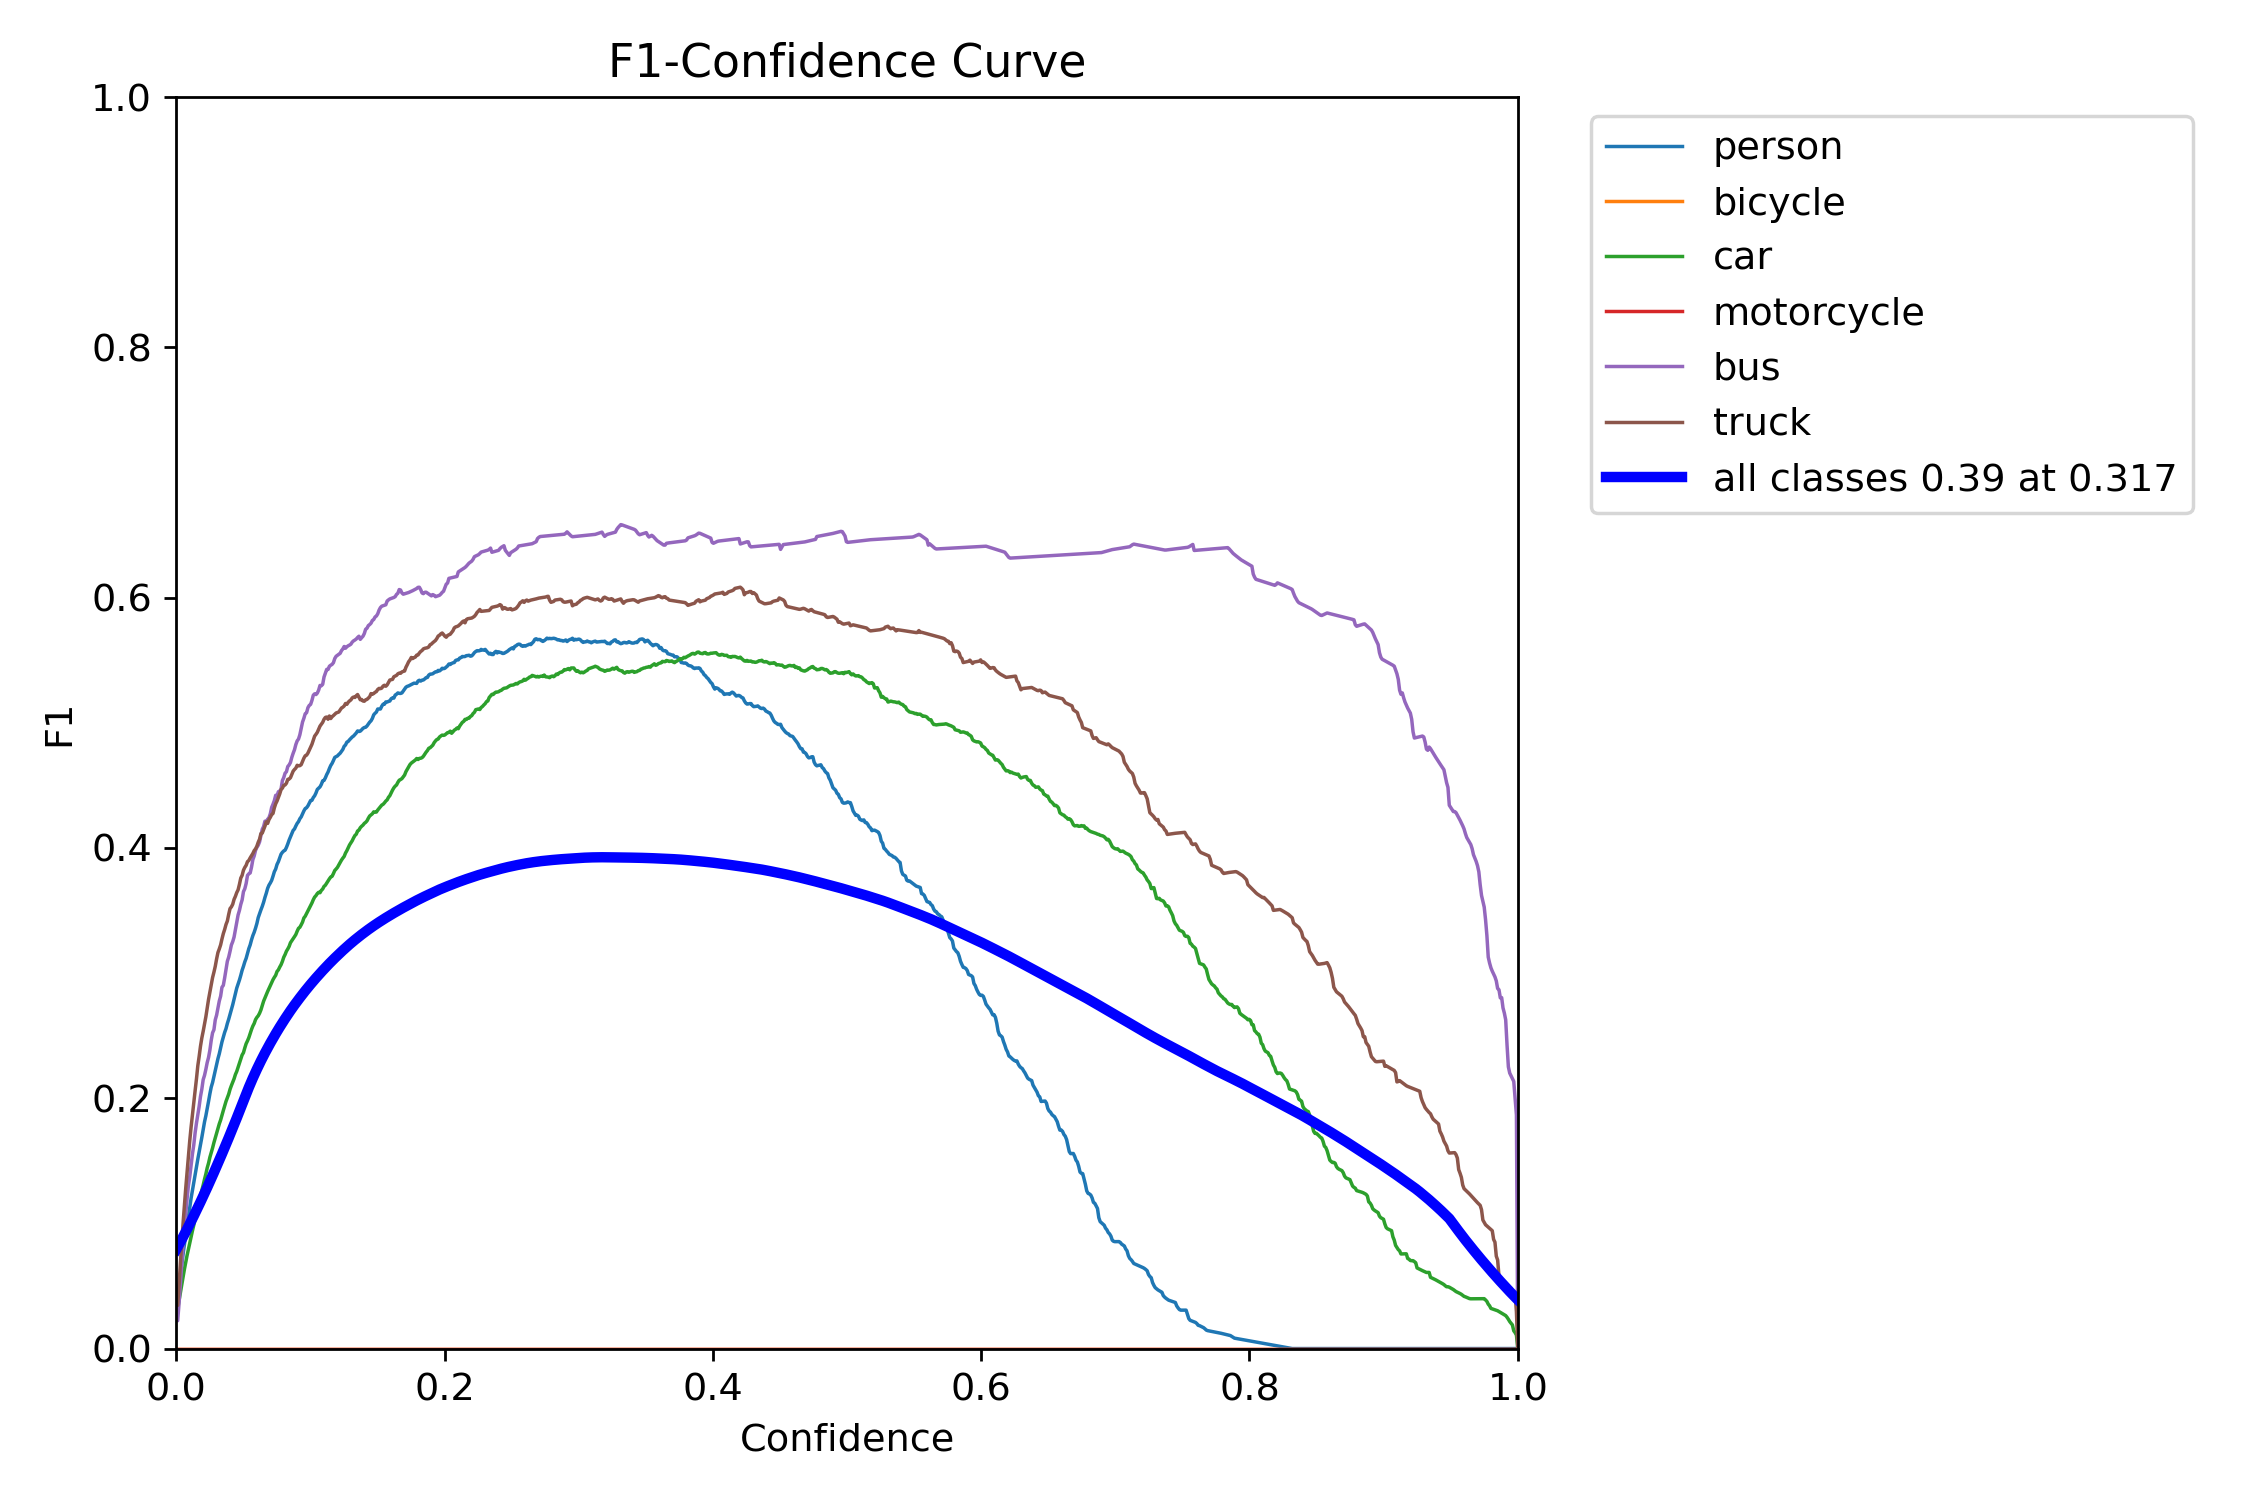 F1-Confidence Curve
1.0
0.8
0.6
0.4
0.2
0.0
F1
0.0 0.2 0.4 0.6 0.8 1.0
Confidence
person
bicycle
car
motorcycle
bus
truck
all classes 0.39 at 0.317